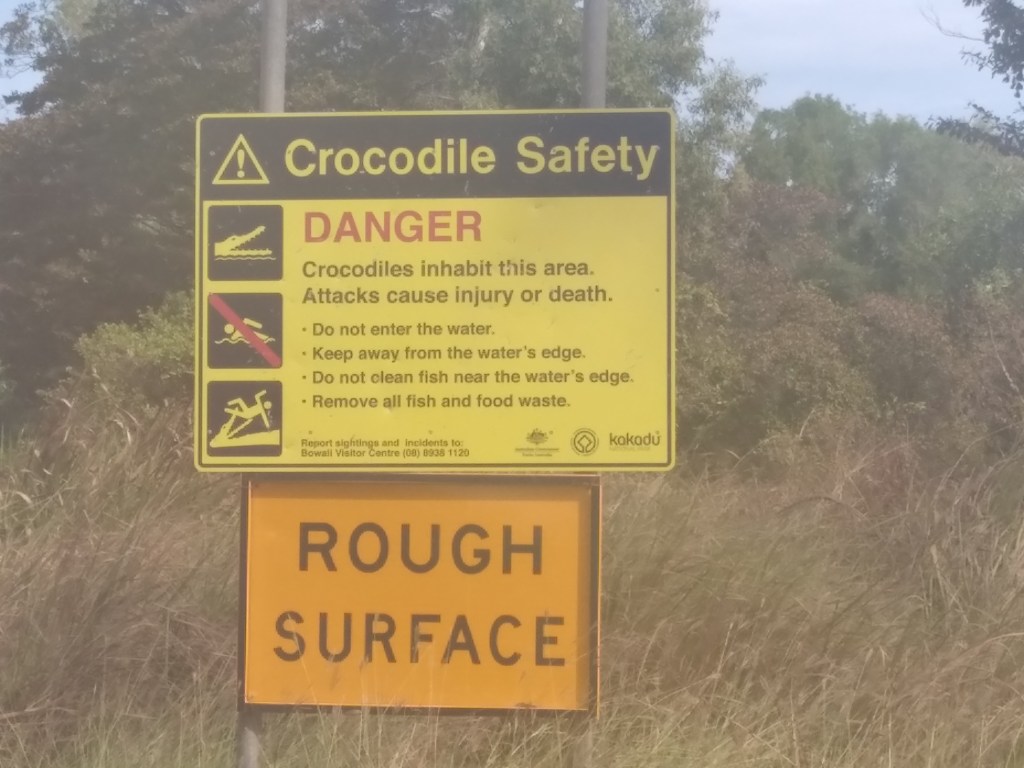 Crocodile Safety
DANGER
Crocodiles inhabit this area.
Attacks cause injury or death.
· Do not enter the water.
· Keep away from the water's edge.
· Do not clean fish near the water's edge.
· Remove all fish and food waste.
Report sightings and incidents to:
Bowali Visitor Centre (08) 8938 1120
kakadu
ROUGH
SURFACE